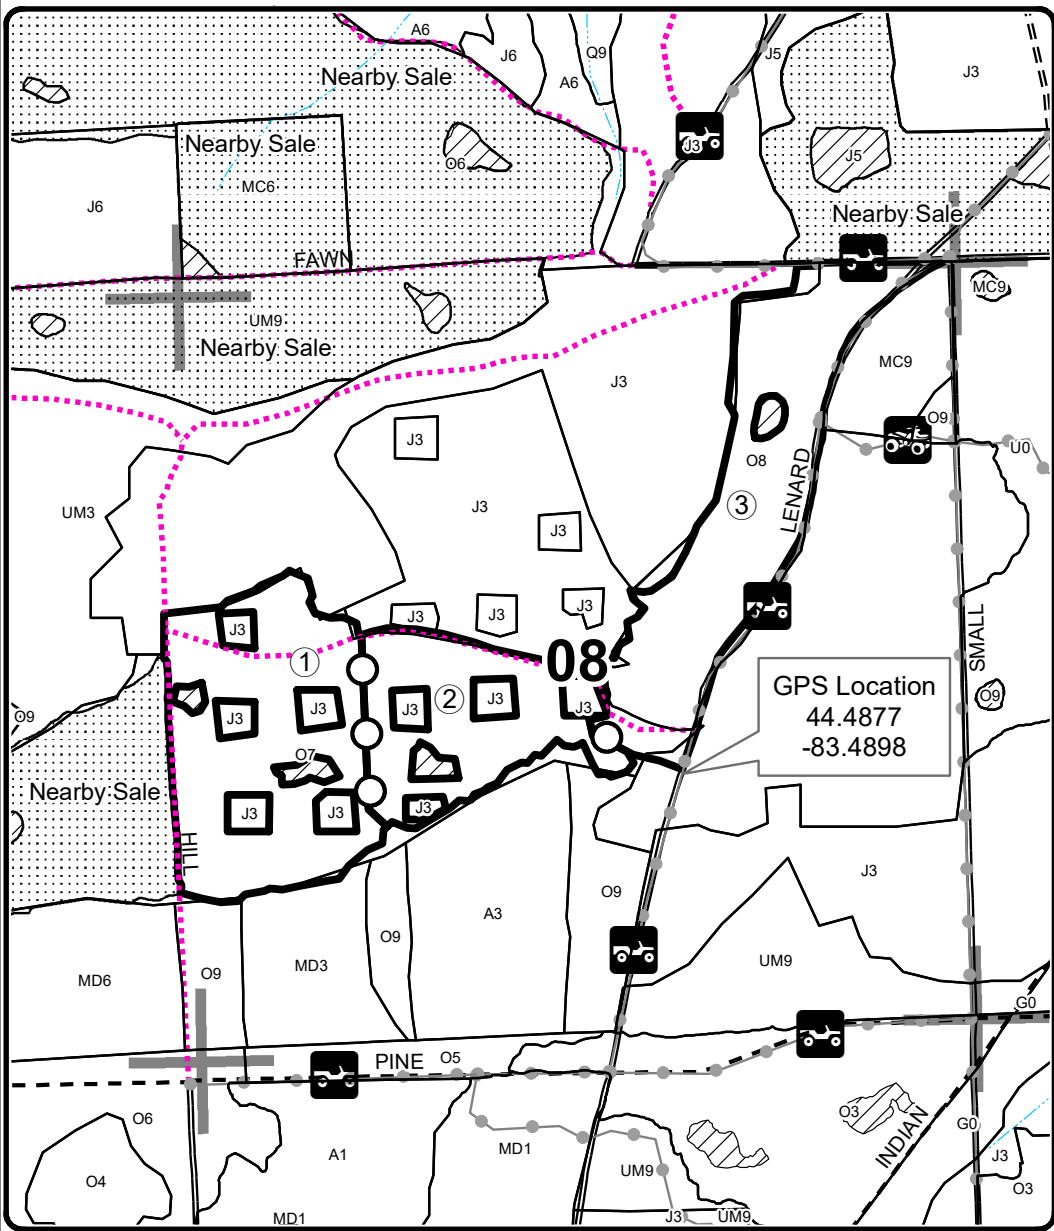 A6
J6
Q9
J5
J3
Nearby Sale
A6
J3
Nearby Sale
O6
J5
MC6
J6
Nearby Sale
FAWN
MC9
UM9
Nearby Sale
MC9
J3
O9
J3
U0
O8
LENARD
J3
3
UM3
J3
J3
J3
J3
J3
SMALL
1
08
2
GPS Location
44.4877
-83.4898
J3
J3
J3
J3
J3
O9
O9
O7
Nearby Sale
J3
J3
J3
HILL
J3
O9
A3
O9
MD3
UM9
MD6
O9
G0
PINE
O5
O6
O3
G0
INDIAN
A1
MD1
J3
UM9
O4
O3
MD1
J3
UM9